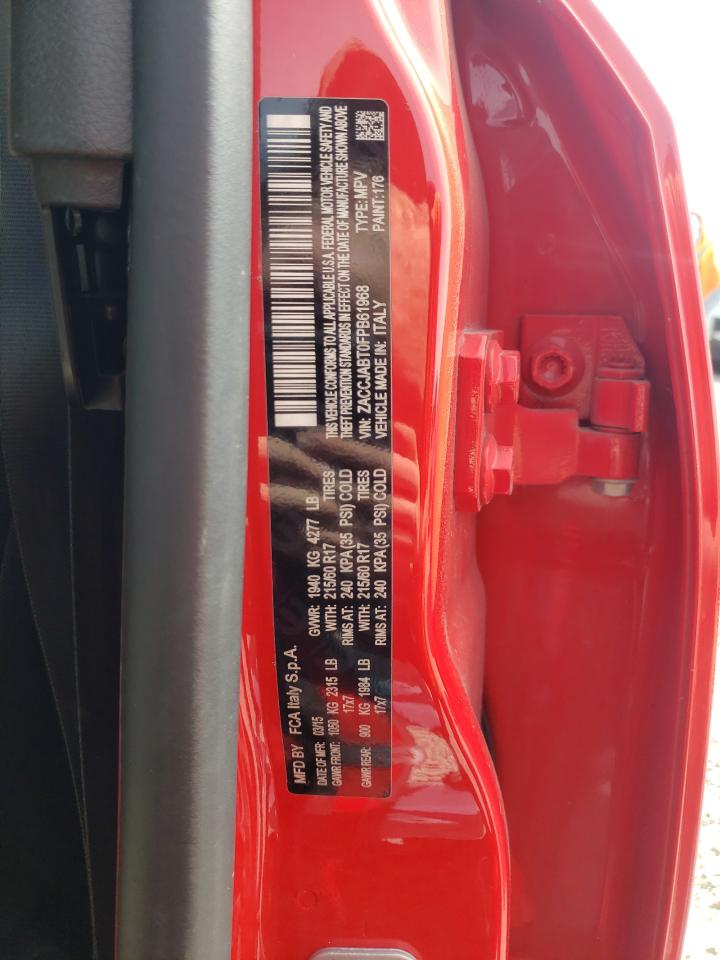 MFD BY FCA Italy S.p.A.
DATE OF MFR: 03/15 GVWR: 1940 KG 4277 LB
GAWR FRONT: 1050 KG 2315 LB WITH: 215/60 R17 TIRES
17x7 RIMS AT: 240 KPA(35 PSI) COLD
GAWR REAR: 900 KG 1984 LB WITH: 215/60 R17 TIRES
17x7 RIMS AT: 240 KPA(35 PSI) COLD
THIS VEHICLE CONFORMS TO ALL APPLICABLE U.S.A. FEDERAL MOTOR VEHICLE SAFETY AND
THEFT PREVENTION STANDARDS IN EFFECT ON THE DATE OF MANUFACTURE SHOWN ABOVE
VIN: ZACCJABT0FPB61968 TYPE: MPV
VEHICLE MADE IN: ITALY PAINT: 176